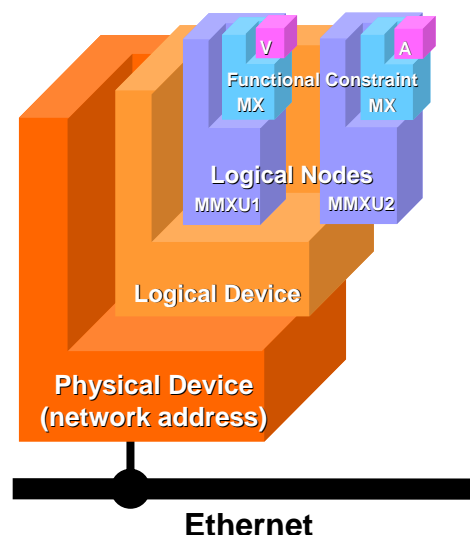 V
A
Functional Constraint
MX
MX
Logical Nodes
MMXU1
MMXU2
Logical Device
Physical Device
(network address)
Ethernet